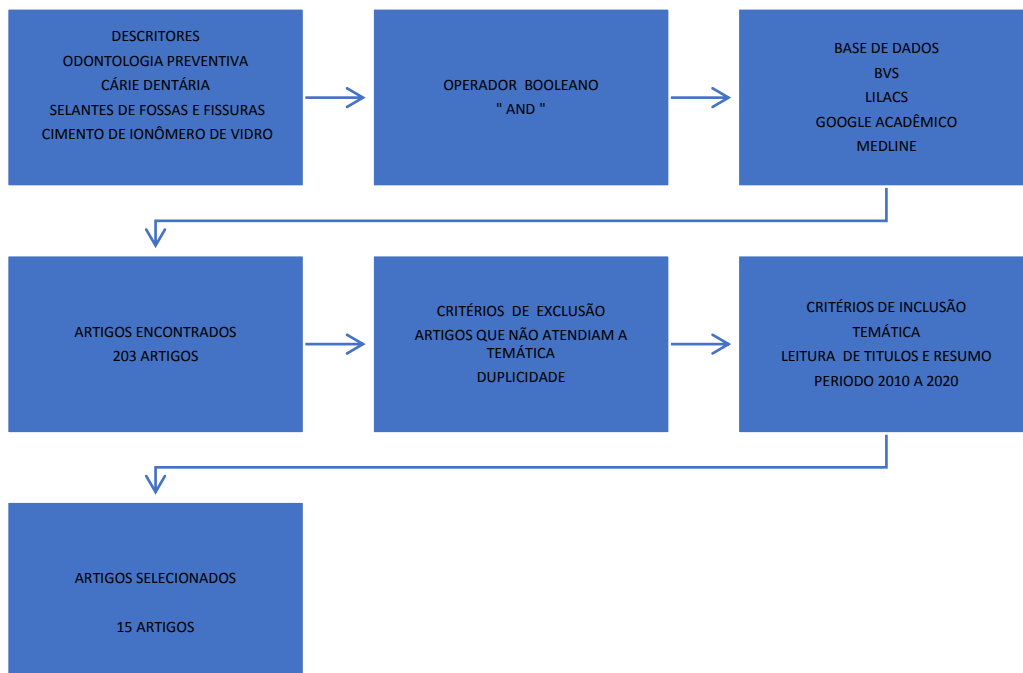 DESCRITORES
ODONTOLOGIA PREVENTIVA
CÁRIE DENTÁRIA
SELANTES DE FOSSAS E FISSURAS
CIMENTO DE IONÔMERO DE VIDRO
OPERADOR BOOLEANO
" AND "
BASE DE DADOS
BVS
LILACS
GOOGLE ACADÊMICO
MEDLINE
ARTIGOS ENCONTRADOS
203 ARTIGOS
CRITÉRIOS DE EXCLUSÃO
ARTIGOS QUE NÃO ATENDIAM A
TEMÁTICA
DUPLICIDADE
CRITÉRIOS DE INCLUSÃO
TEMÁTICA
LEITURA DE TITULOS E RESUMO
PERIODO 2010 A 2020
ARTIGOS SELECIONADOS
15 ARTIGOS